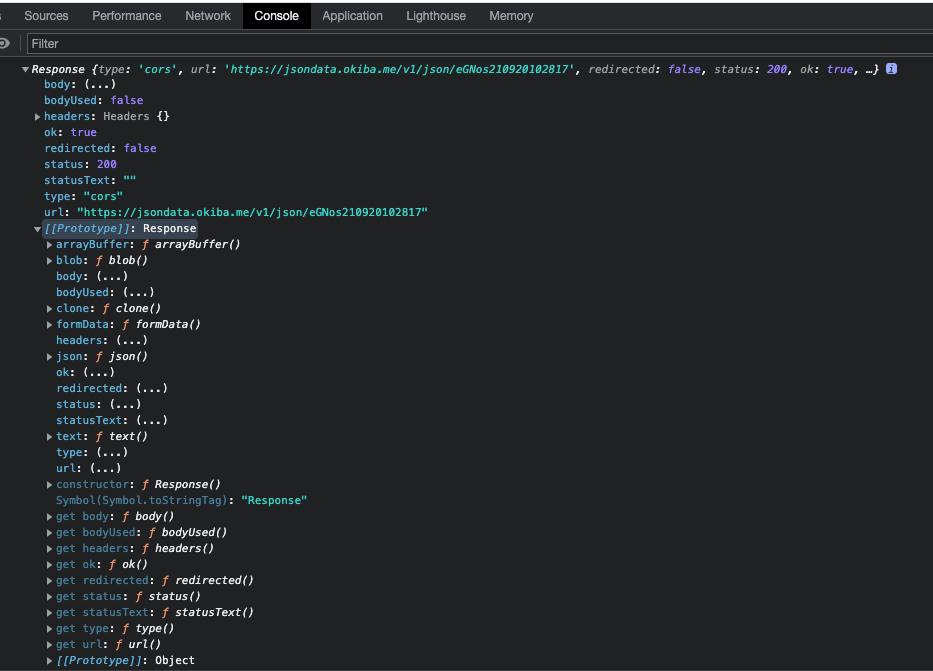 Sources Performance Network Console Application Lighthouse Memory
Filter
Response {type: 'cors', url: 'https://jsondata.okiba.me/v1/json/eGNos210920102817', redirected: false, status: 200, ok: true, …} i
body: (...)
bodyUsed: false
headers: Headers {}
ok: true
redirected: false
status: 200
statusText: ""
type: "cors"
url: "https://jsondata.okiba.me/v1/json/eGNos210920102817"
[[Prototype]]: Response
arrayBuffer: ƒ arrayBuffer()
blob: ƒ blob()
body: (...)
bodyUsed: (...)
clone: ƒ clone()
formData: ƒ formData()
headers: (...)
json: ƒ json()
ok: (...)
redirected: (...)
status: (...)
statusText: (...)
text: ƒ text()
type: (...)
url: (...)
constructor: ƒ Response()
Symbol(Symbol.toStringTag): "Response"
get body: ƒ body()
get bodyUsed: ƒ bodyUsed()
get headers: ƒ headers()
get ok: ƒ ok()
get redirected: ƒ redirected()
get status: ƒ status()
get statusText: ƒ statusText()
get type: ƒ type()
get url: ƒ url()
[[Prototype]]: Object